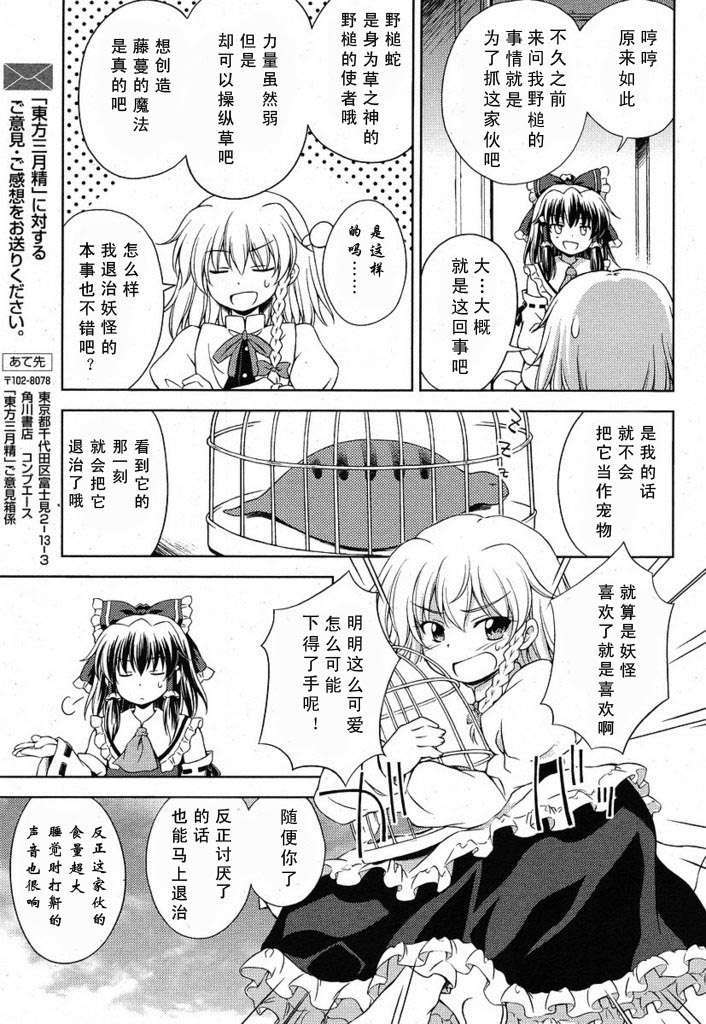 哼哼
原来如此
不久之前
来问我野槌的
事情就是
为了抓这家伙吧
大…大概
就是这回事吧
野槌蛇
是身为草之神的
使者哦
力量虽然弱
但是
却可以操纵草吧
想创造
藤蔓的魔法
是真的吧
是这样
的吗……
怎么样
我退治妖怪的
本事也不错吧？
是我的话
就不会
把它当作宠物
看到它的
那一刻
就会把它
退治了哦
就算是妖怪
喜欢了就是喜欢啊
明明这么可爱
怎么可能
下得了手呢！
随便你了
反正讨厌了
的话
也能马上退治
反正这家伙的
食量超大
睡觉时打鼾的
声音也很响
「東方三月精」に対する
ご意見・ご感想をお送りください。
あて先
〒102-8078
東京都千代田区富士見2-13-3
角川書店　コンプエース
「東方三月精」ご意見箱係